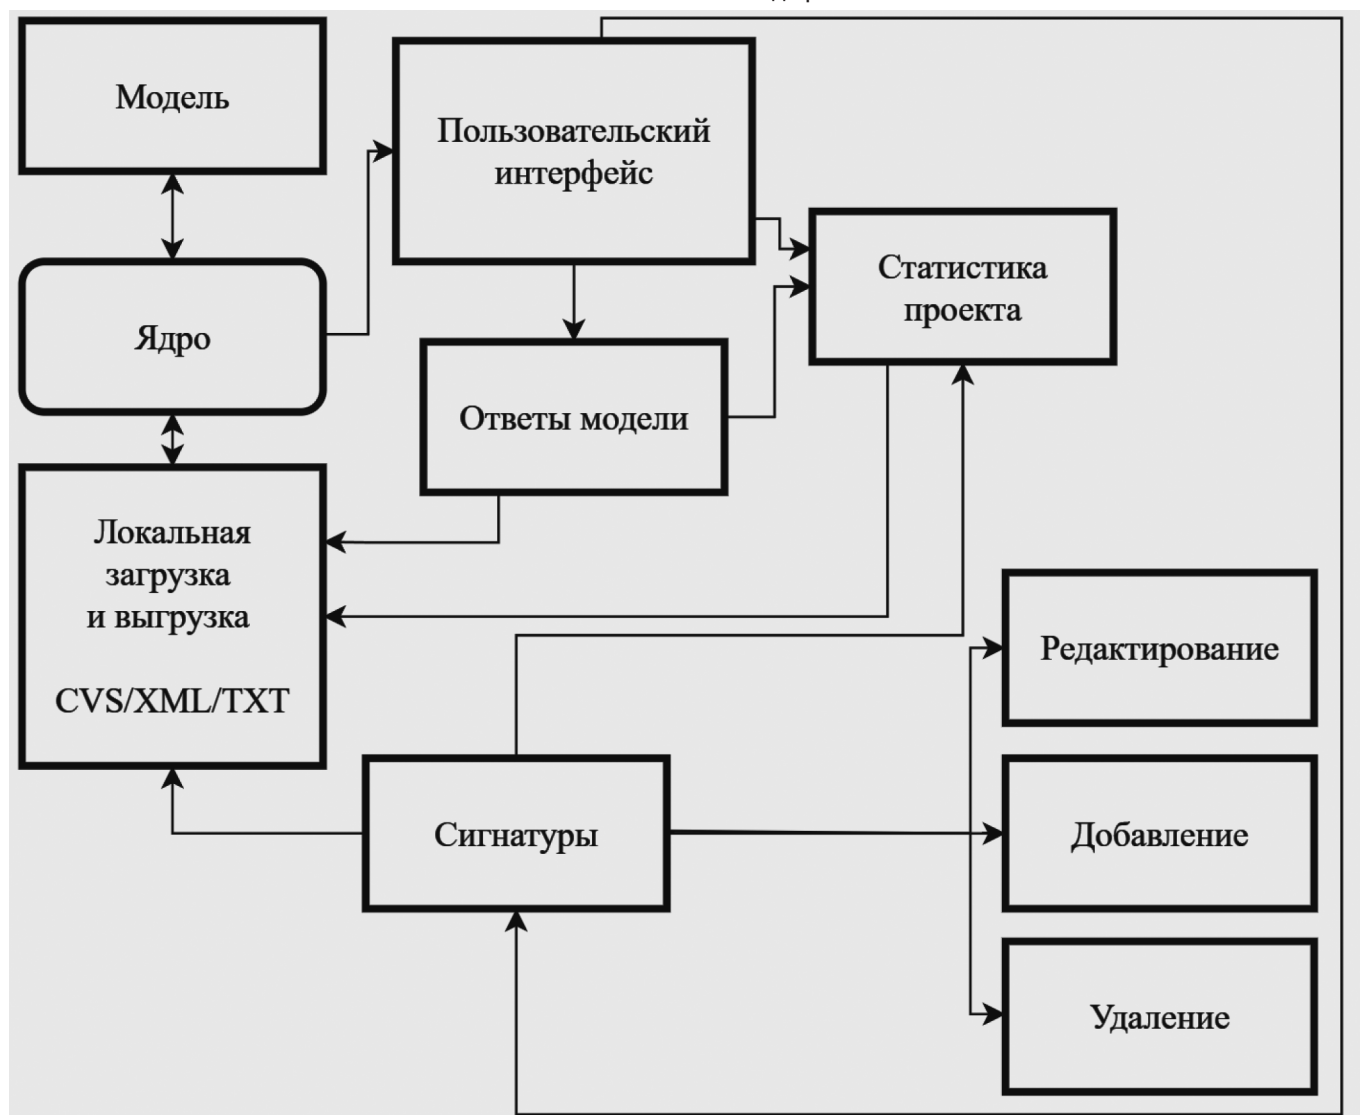 Модель
Пользовательский
интерфейс
Статистика
проекта
Ядро
Ответы модели
Локальная
загрузка
и выгрузка
CVS/XML/TXT
Редактирование
Сигнатуры
Добавление
Удаление